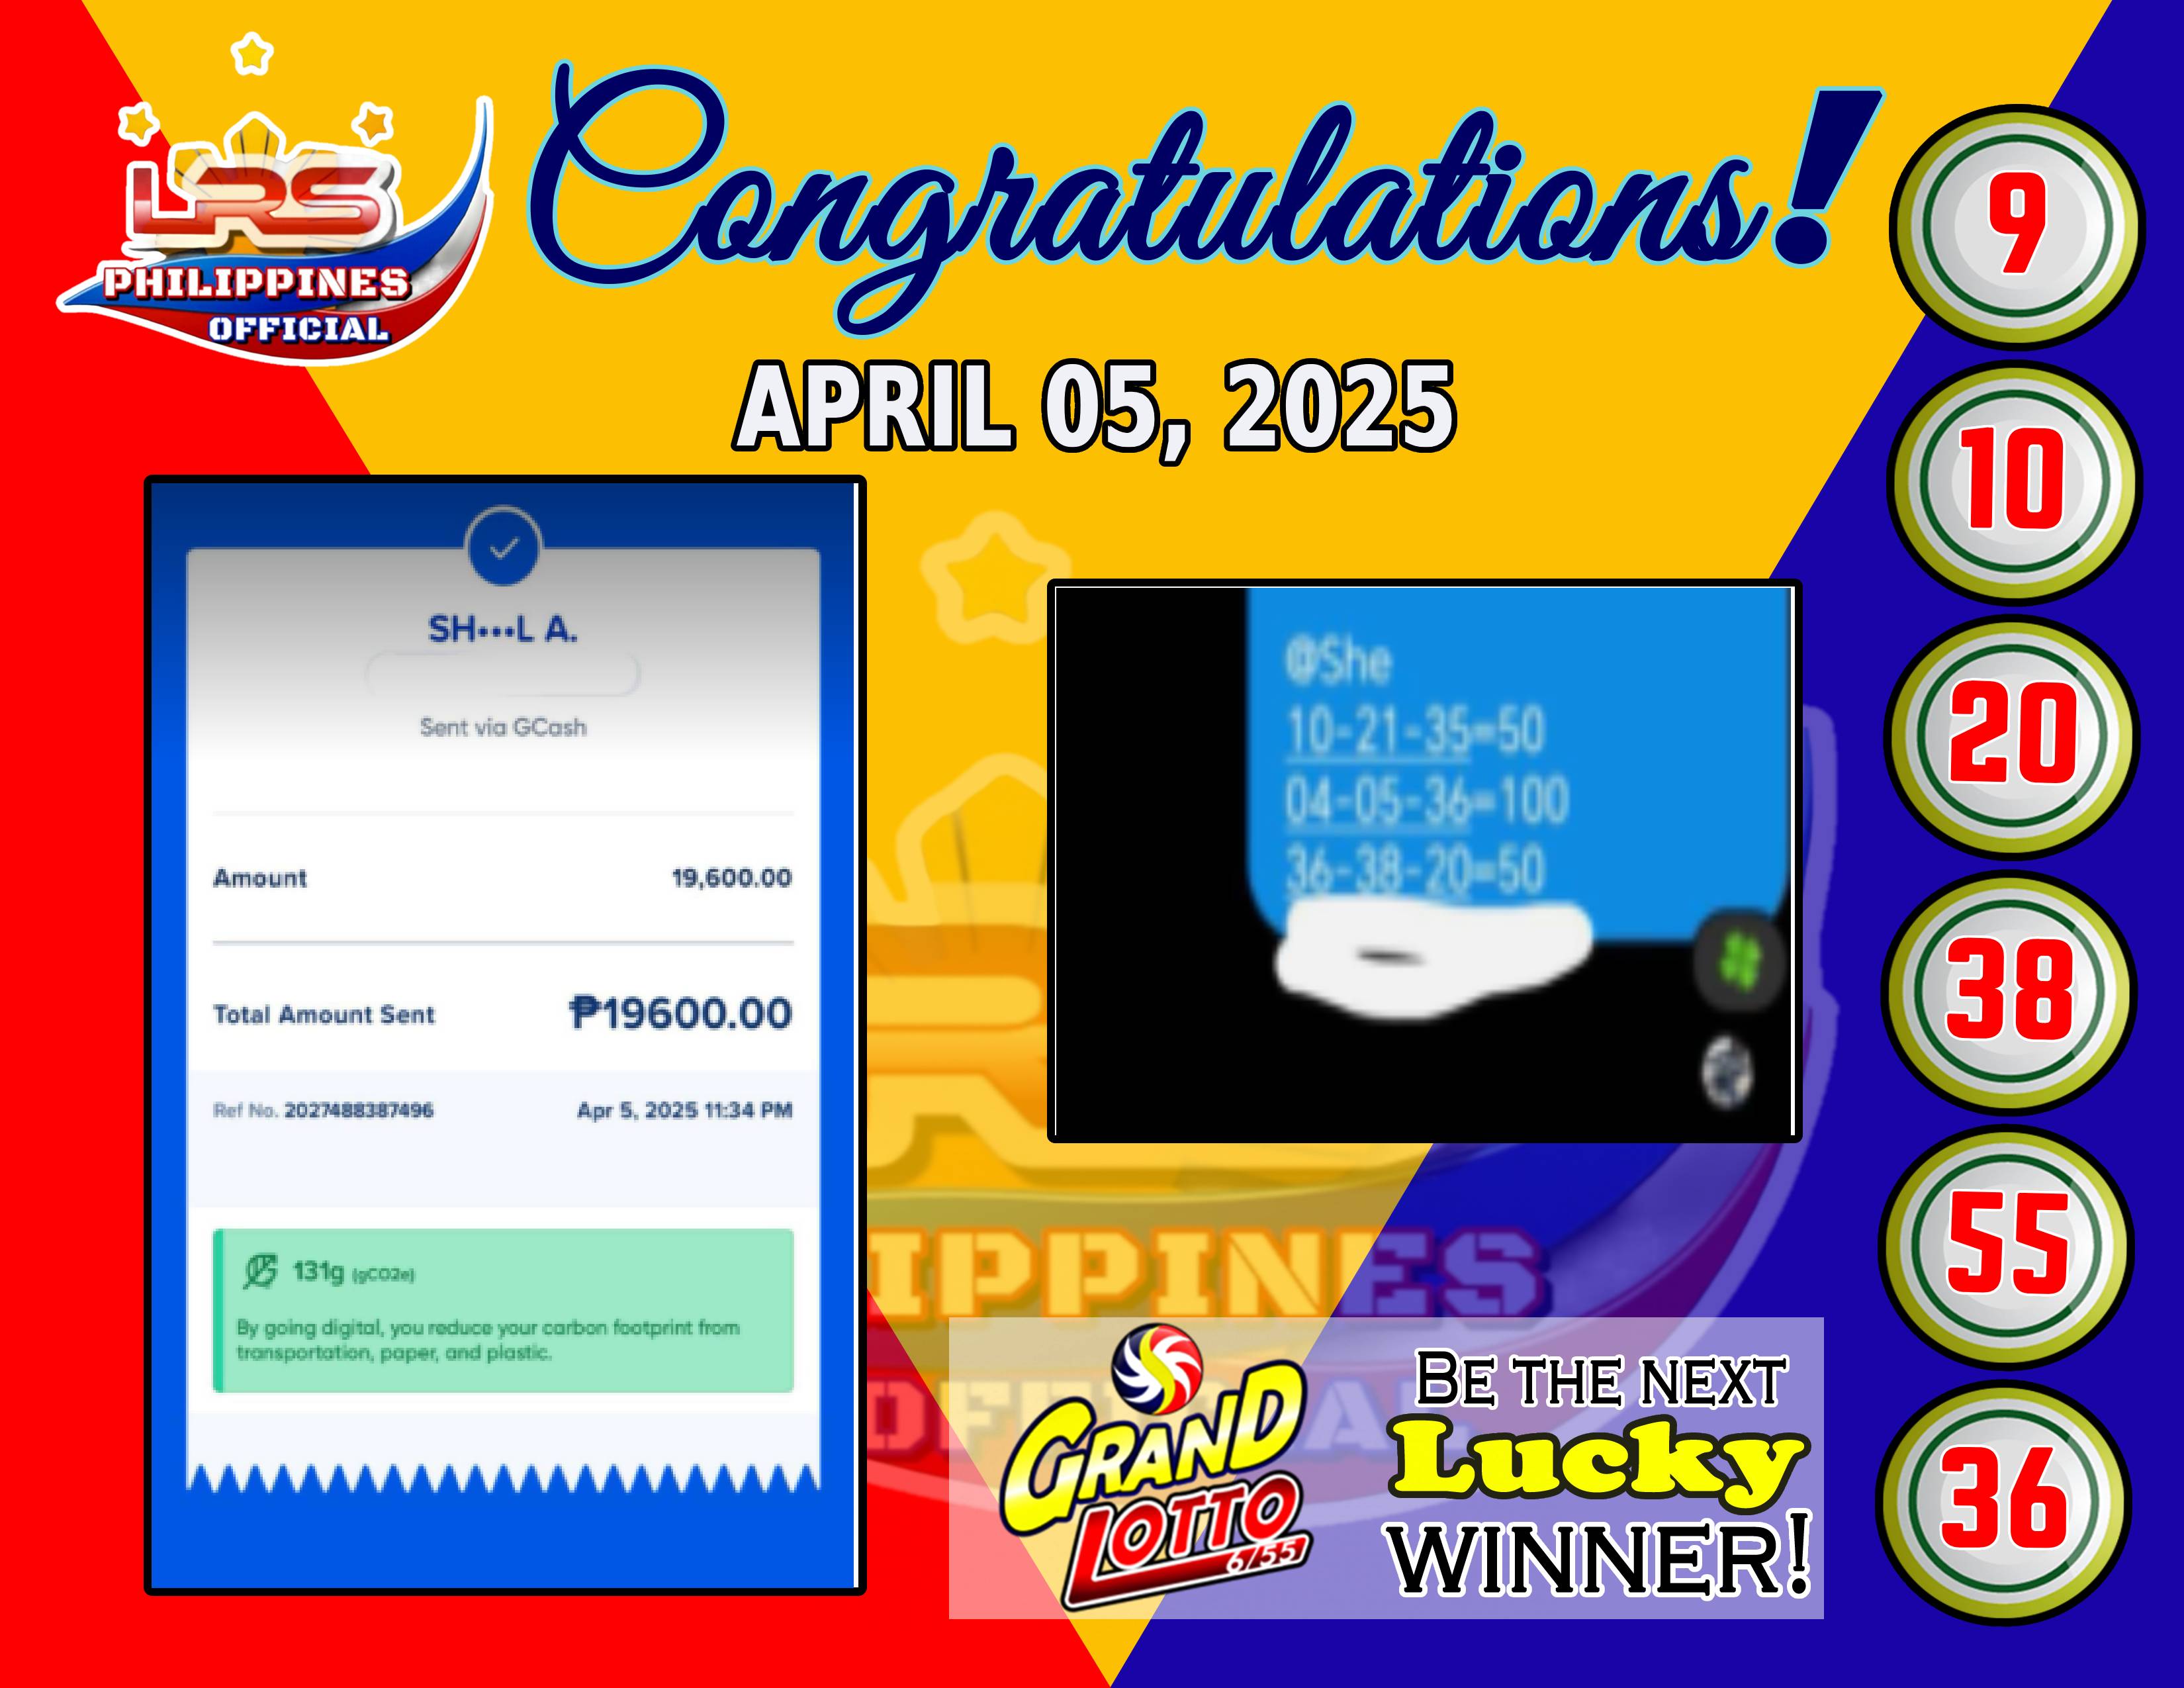 LRS
PHILIPPINES
OFFICIAL
Congratulations!
APRIL 05, 2025
SH•••L A.
Sent via GCash
Amount 19,600.00
Total Amount Sent ₱19600.00
Ref No. 2027488387496 Apr 5, 2025 11:34 PM
131g (gCO2e)
By going digital, you reduce your carbon footprint from
transportation, paper, and plastic.
@She
10-21-35=50
04-05-36=100
36-38-20=50
IPPINES
GRAND
LOTTO
6/55
BE THE NEXT
Lucky
WINNER!
9
10
20
38
55
36